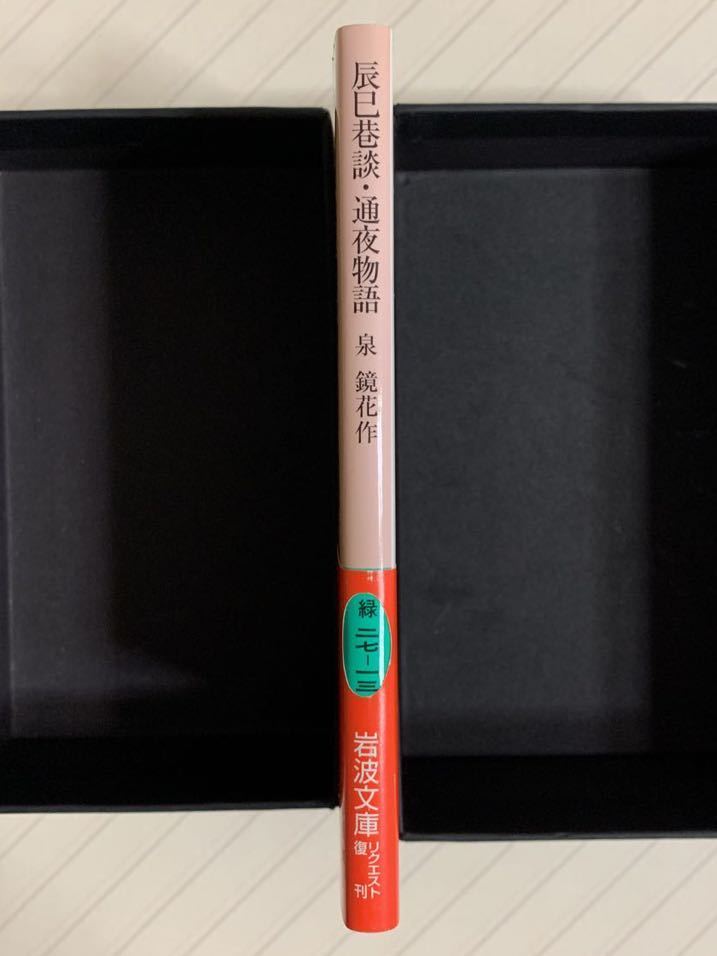 辰巳巷談・通夜物語
泉 鏡花作
緑 二七-一三
岩波文庫
リクエスト
復刊